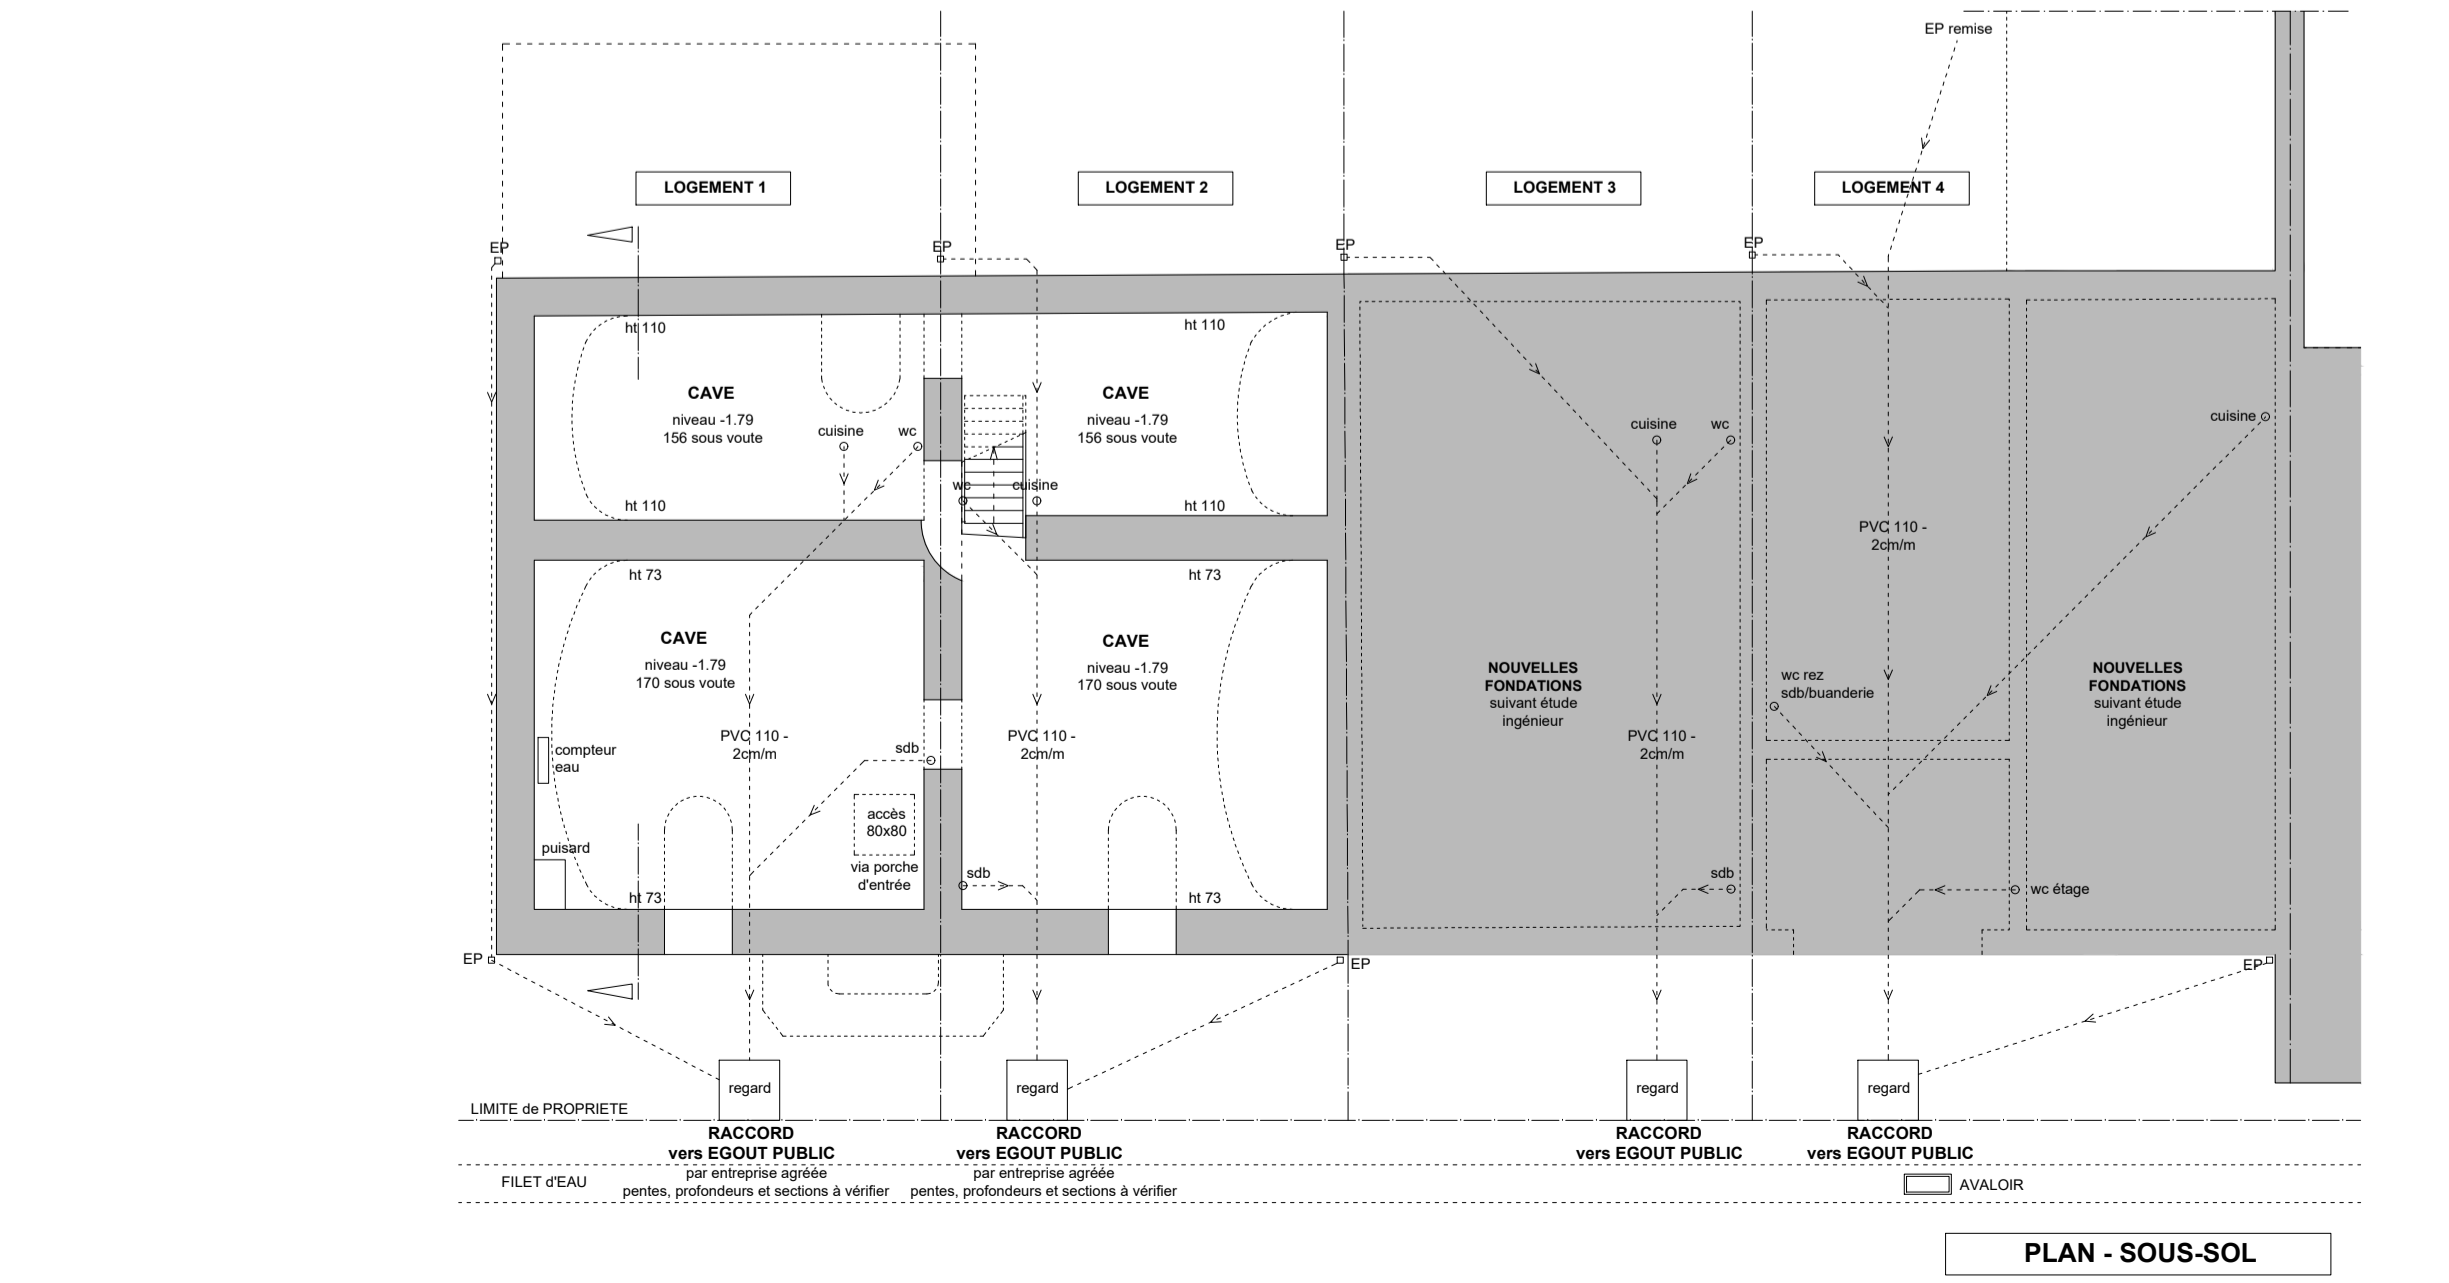 EP remise
LOGEMENT 1
LOGEMENT 2
LOGEMENT 3
LOGEMENT 4
EP
EP
EP
EP
ht 110
ht 110
CAVE
niveau -1.79
156 sous voute
cuisine
wc
CAVE
niveau -1.79
156 sous voute
cuisine
wc
cuisine
wc
cuisine
ht 110
ht 110
PVC 110 -
2cm/m
ht 73
ht 73
CAVE
niveau -1.79
170 sous voute
CAVE
niveau -1.79
170 sous voute
NOUVELLES
FONDATIONS
suivant étude
ingénieur
wc rez
sdb/buanderie
NOUVELLES
FONDATIONS
suivant étude
ingénieur
compteur
eau
PVC 110 -
2cm/m
sdb
PVC 110 -
2cm/m
PVC 110 -
2cm/m
accès
80x80
via porche
d'entrée
puisard
sdb
sdb
wc étage
ht 73
ht 73
EP
EP
EP
regard
regard
regard
regard
LIMITE de PROPRIETE
RACCORD
vers EGOUT PUBLIC
par entreprise agréée
pentes, profondeurs et sections à vérifier
RACCORD
vers EGOUT PUBLIC
par entreprise agréée
pentes, profondeurs et sections à vérifier
RACCORD
vers EGOUT PUBLIC
RACCORD
vers EGOUT PUBLIC
FILET d'EAU
AVALOIR
PLAN - SOUS-SOL